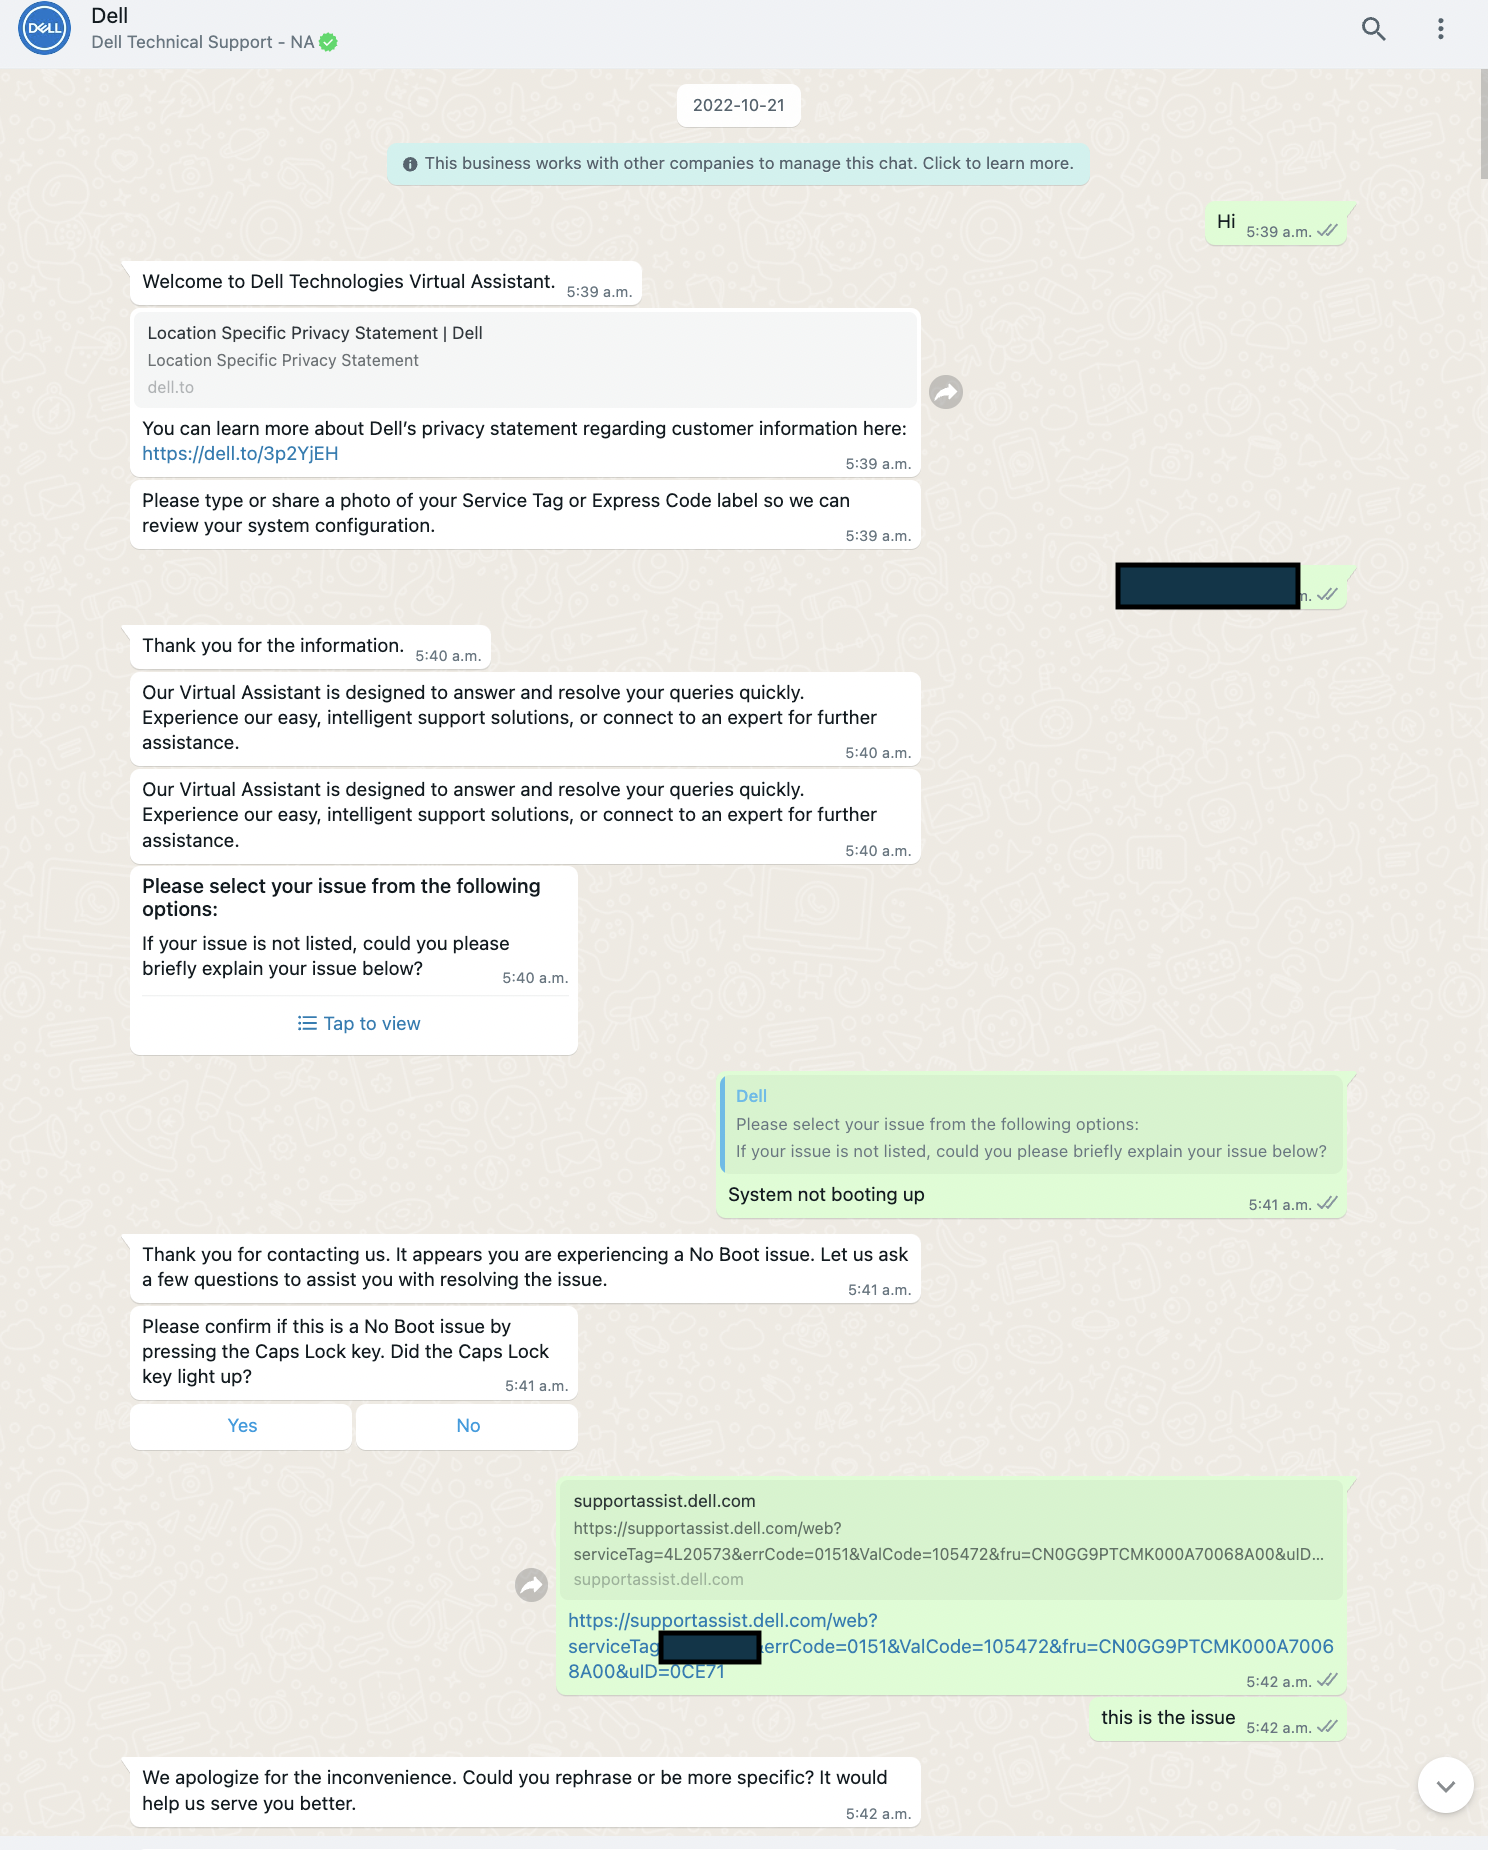 DELL
Dell
Dell Technical Support - NA
2022-10-21
This business works with other companies to manage this chat. Click to learn more.
Hi
5:39 a.m.
Welcome to Dell Technologies Virtual Assistant.
5:39 a.m.
Location Specific Privacy Statement | Dell
Location Specific Privacy Statement
dell.to
You can learn more about Dell's privacy statement regarding customer information here:
https://dell.to/3p2YjEH
5:39 a.m.
Please type or share a photo of your Service Tag or Express Code label so we can
review your system configuration.
5:39 a.m.
m.
Thank you for the information.
5:40 a.m.
Our Virtual Assistant is designed to answer and resolve your queries quickly.
Experience our easy, intelligent support solutions, or connect to an expert for further
assistance.
5:40 a.m.
Our Virtual Assistant is designed to answer and resolve your queries quickly.
Experience our easy, intelligent support solutions, or connect to an expert for further
assistance.
5:40 a.m.
Please select your issue from the following
options:
If your issue is not listed, could you please
briefly explain your issue below?
5:40 a.m.
Tap to view
Dell
Please select your issue from the following options:
If your issue is not listed, could you please briefly explain your issue below?
System not booting up
5:41 a.m.
Thank you for contacting us. It appears you are experiencing a No Boot issue. Let us ask
a few questions to assist you with resolving the issue.
5:41 a.m.
Please confirm if this is a No Boot issue by
pressing the Caps Lock key. Did the Caps Lock
key light up?
5:41 a.m.
Yes
No
supportassist.dell.com
https://supportassist.dell.com/web?
serviceTag=4L20573&errCode=0151&ValCode=105472&fru=CN0GG9PTCMK000A70068A00&uID...
supportassist.dell.com
https://supportassist.dell.com/web?
serviceTag errCode=0151&ValCode=105472&fru=CN0GG9PTCMK000A7006
8A00&uID=0CE71
5:42 a.m.
this is the issue
5:42 a.m.
We apologize for the inconvenience. Could you rephrase or be more specific? It would
help us serve you better.
5:42 a.m.